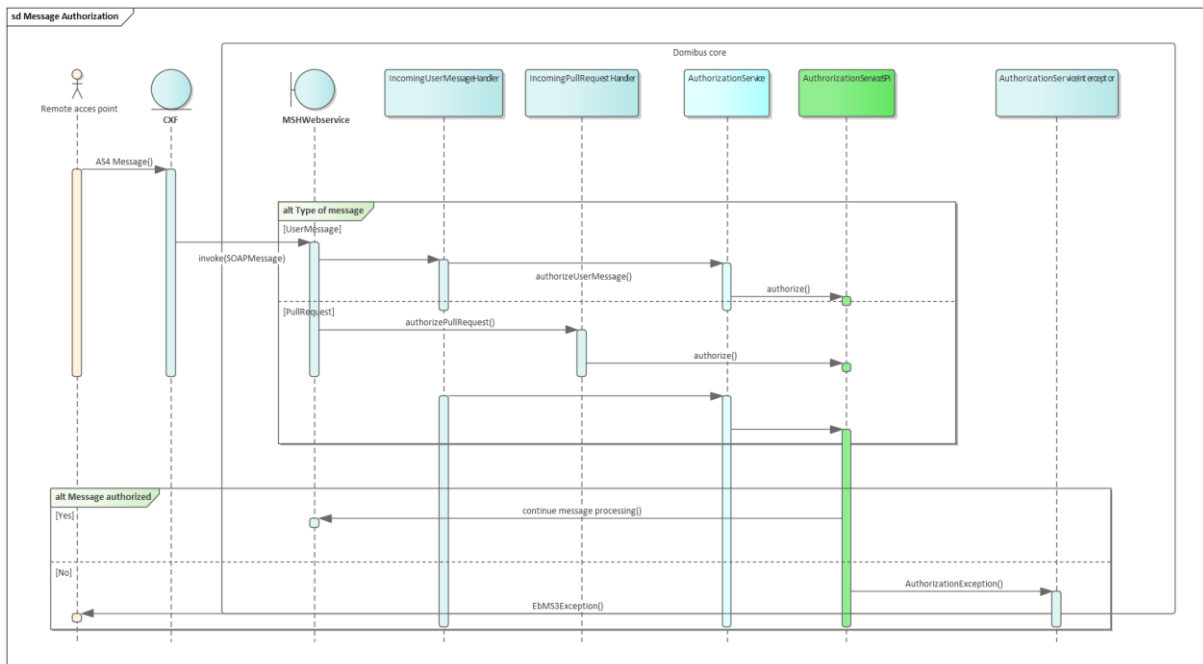 sd Message Authorization
Domibus core
Remote acces point
CXF
MSHWebservice
IncomingUserMessageHandler
IncomingPullRequestHandler
AuthorizationService
AuthrorizationServiceSPI
AuthorizationServiceInterceptor
AS4 Message()
alt Type of message
[UserMessage]
invoke(SOAPMessage)
authorizeUserMessage()
authorize()
[PullRequest]
authorizePullRequest()
authorize()
alt Message authorized
[Yes]
continue message processing()
[No]
AuthorizationException()
EbMS3Exception()